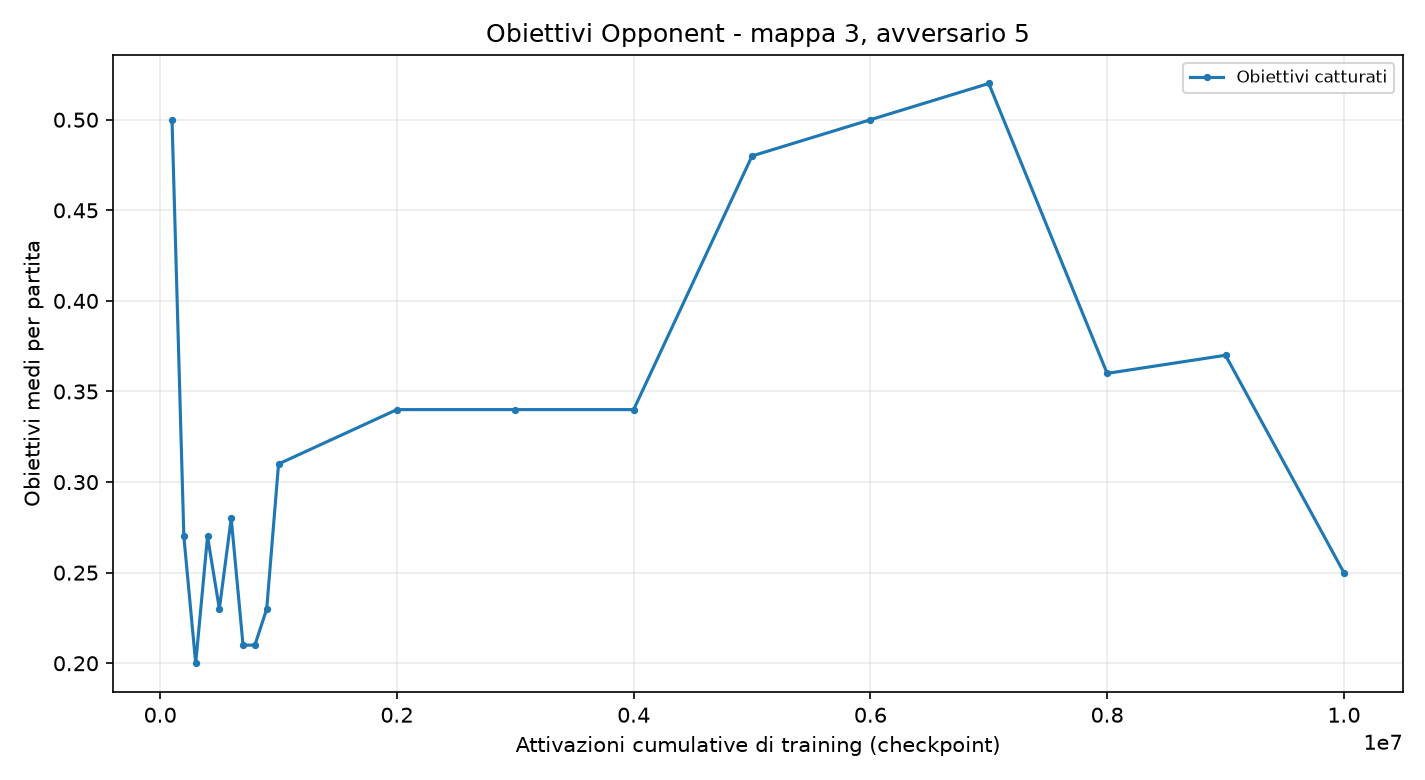 Obiettivi Opponent - mappa 3, avversario 5
Obiettivi catturati
Obiettivi medi per partita
0.50
0.45
0.40
0.35
0.30
0.25
0.20
0.0 0.2 0.4 0.6 0.8 1.0
1e7
Attivazioni cumulative di training (checkpoint)